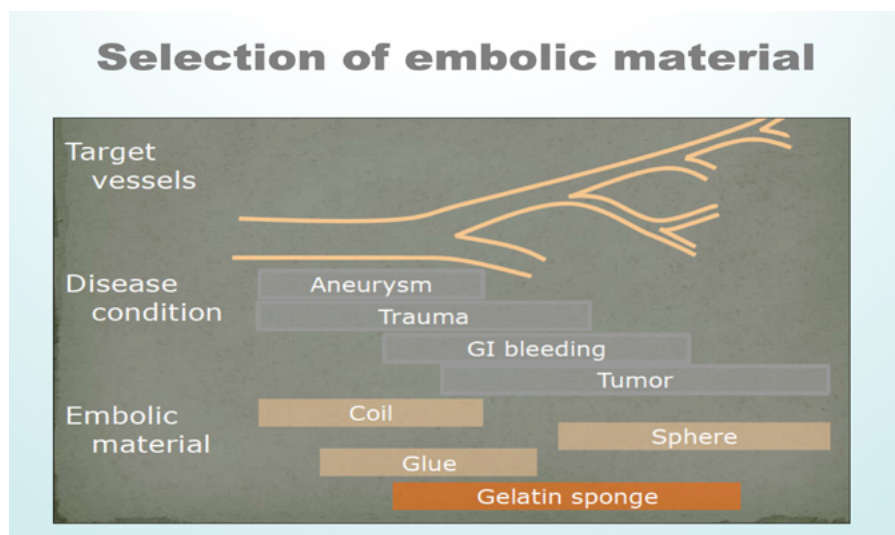 Selection of embolic material
Target
vessels
Disease
condition
Aneurysm
Trauma
GI bleeding
Tumor
Embolic
material
Coil
Sphere
Glue
Gelatin sponge